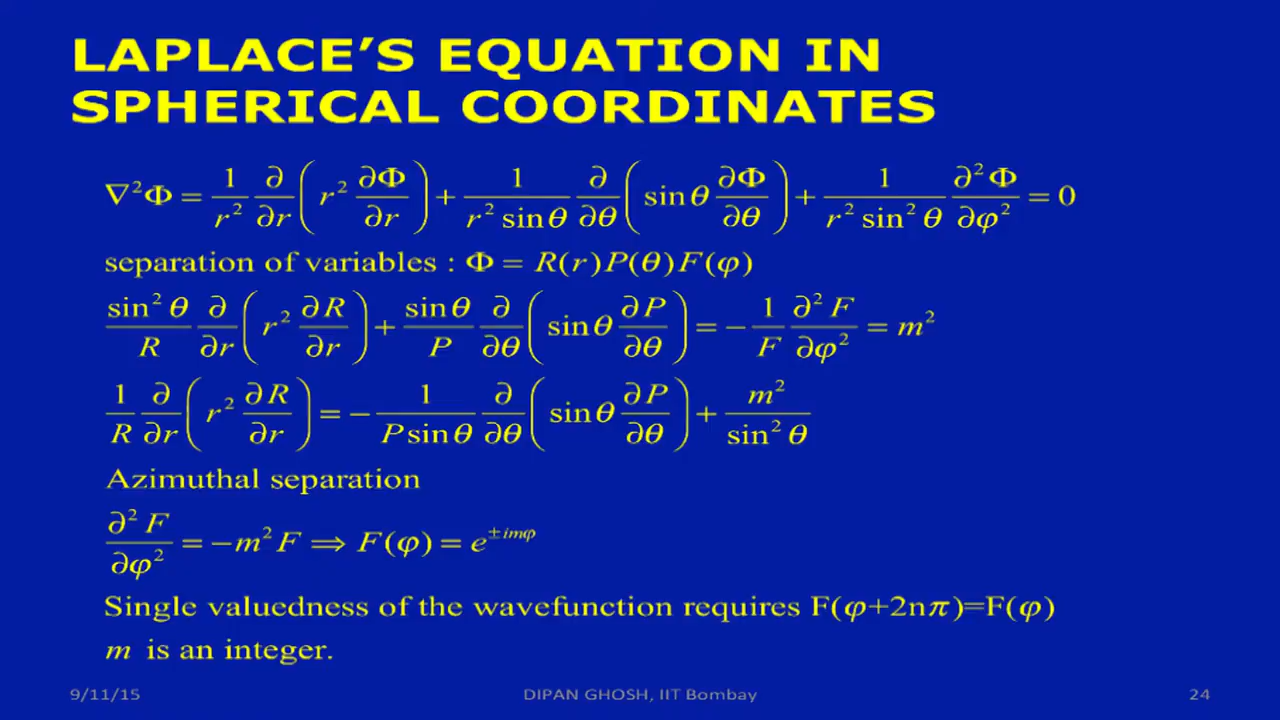 LAPLACE'S EQUATION IN
SPHERICAL COORDINATES
∇²Φ = 1/r² ∂/∂r (r² ∂Φ/∂r) + 1/(r² sinθ) ∂/∂θ (sinθ ∂Φ/∂θ) + 1/(r² sin² θ) ∂²Φ/∂φ² = 0
separation of variables : Φ = R(r)P(θ)F(φ)
sin² θ/R ∂/∂r (r² ∂R/∂r) + sinθ/P ∂/∂θ (sinθ ∂P/∂θ) = − 1/F ∂²F/∂φ² = m²
1/R ∂/∂r (r² ∂R/∂r) = − 1/(P sinθ) ∂/∂θ (sinθ ∂P/∂θ) + m²/sin² θ
Azimuthal separation
∂²F/∂φ² = −m²F ⇒ F(φ) = e^(±imφ)
Single valuedness of the wavefunction requires F(φ+2nπ)=F(φ)
m is an integer.
9/11/15 DIPAN GHOSH, IIT Bombay 24